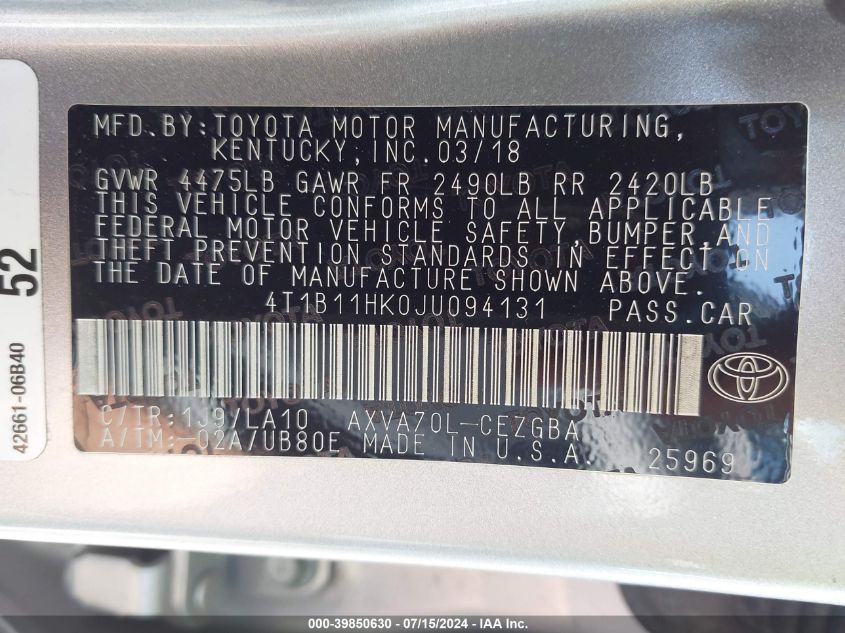 MFD.BY:TOYOTA MOTOR MANUFACTURING,
KENTUCKY,INC.03/18
GVWR 4475LB GAWR FR 2490LB RR 2420LB
THIS VEHICLE CONFORMS TO ALL APPLICABLE
FEDERAL MOTOR VEHICLE SAFETY,BUMPER,AND
THEFT PREVENTION STANDARDS IN EFFECT ON
THE DATE OF MANUFACTURE SHOWN ABOVE.
4T1B11HK0JU094131 PASS.CAR
C/TR:1J9/LA10 AXVA70L-CEZGBA
A/TM:-02A/UB80E MADE IN U.S.A. 25969
52
42661-06B40
000-39850630 - 07/15/2024 - IAA, Inc.